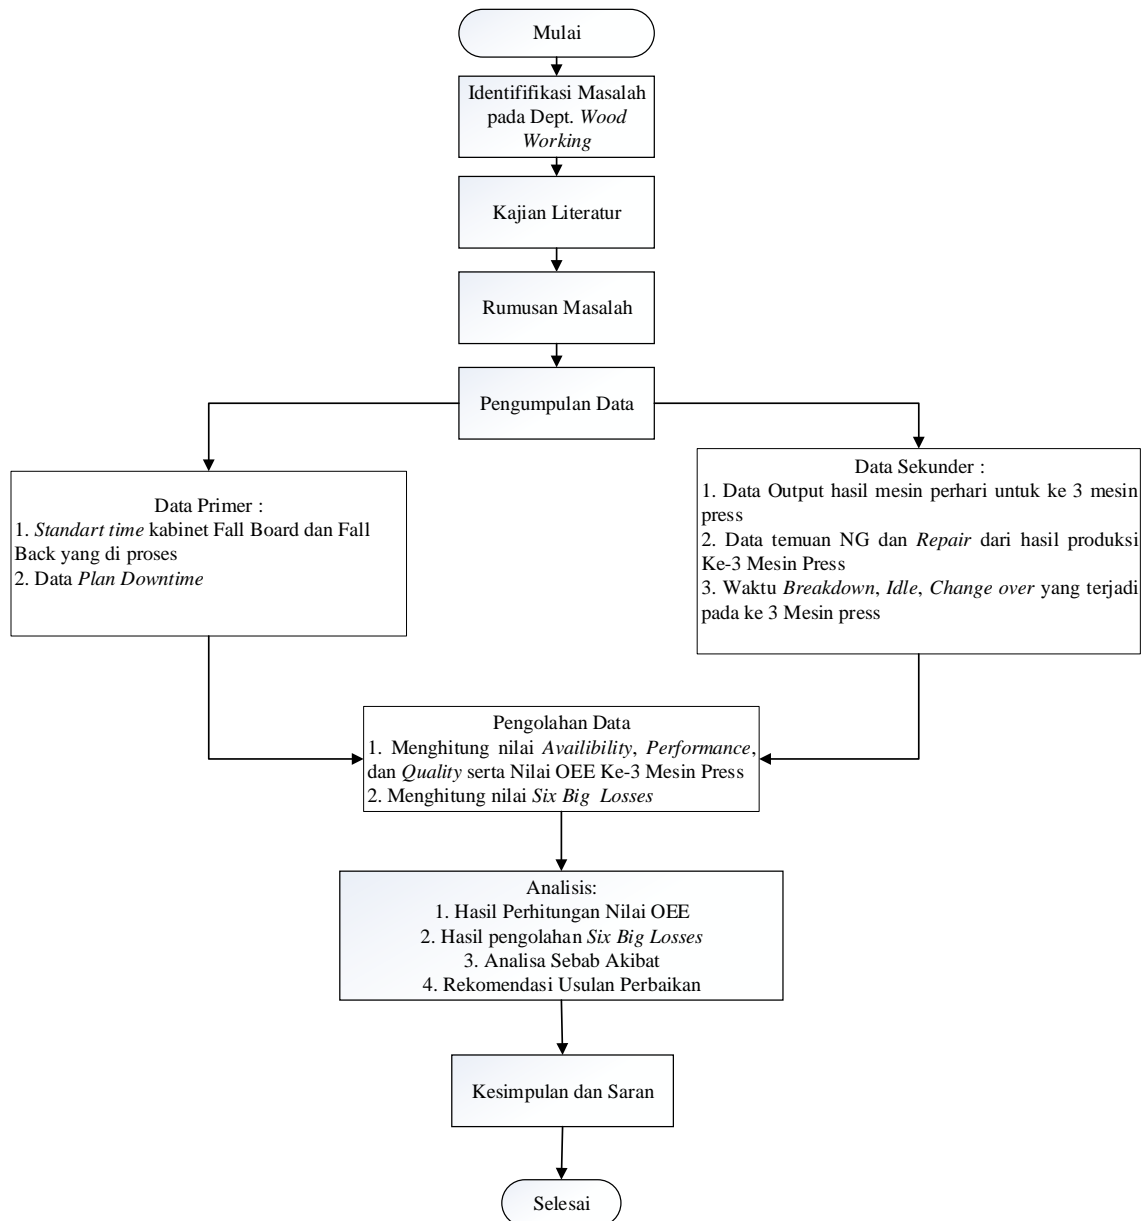 Mulai
Identififikasi Masalah
pada Dept. Wood
Working
Kajian Literatur
Rumusan Masalah
Pengumpulan Data
Data Primer :
1. Standart time kabinet Fall Board dan Fall
Back yang di proses
2. Data Plan Downtime
Data Sekunder :
1. Data Output hasil mesin perhari untuk ke 3 mesin
press
2. Data temuan NG dan Repair dari hasil produksi
Ke-3 Mesin Press
3. Waktu Breakdown, Idle, Change over yang terjadi
pada ke 3 Mesin press
Pengolahan Data
1. Menghitung nilai Availibility, Performance,
dan Quality serta Nilai OEE Ke-3 Mesin Press
2. Menghitung nilai Six Big Losses
Analisis:
1. Hasil Perhitungan Nilai OEE
2. Hasil pengolahan Six Big Losses
3. Analisa Sebab Akibat
4. Rekomendasi Usulan Perbaikan
Kesimpulan dan Saran
Selesai